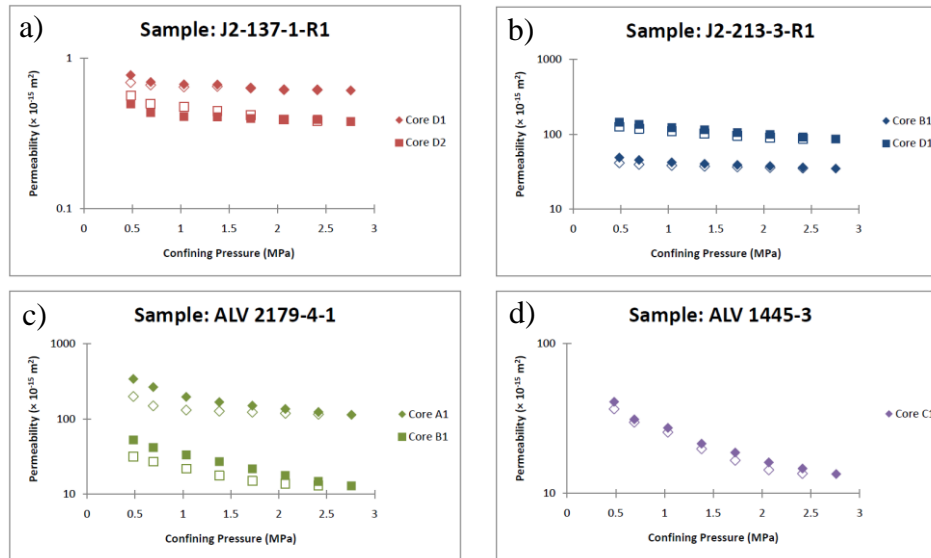 a)
Sample: J2-137-1-R1
Permeability (× 10⁻¹⁵ m²)
1
0.1
0 0.5 1 1.5 2 2.5 3
Confining Pressure (MPa)
Core D1
Core D2
b)
Sample: J2-213-3-R1
Permeability (× 10⁻¹⁵ m²)
1000
100
10
0 0.5 1 1.5 2 2.5 3
Confining Pressure (MPa)
Core B1
Core D1
c)
Sample: ALV 2179-4-1
Permeability (× 10⁻¹⁵ m²)
1000
100
10
0 0.5 1 1.5 2 2.5 3
Confining Pressure (MPa)
Core A1
Core B1
d)
Sample: ALV 1445-3
Permeability (× 10⁻¹⁵ m²)
100
10
0 0.5 1 1.5 2 2.5 3
Confining Pressure (MPa)
Core C1